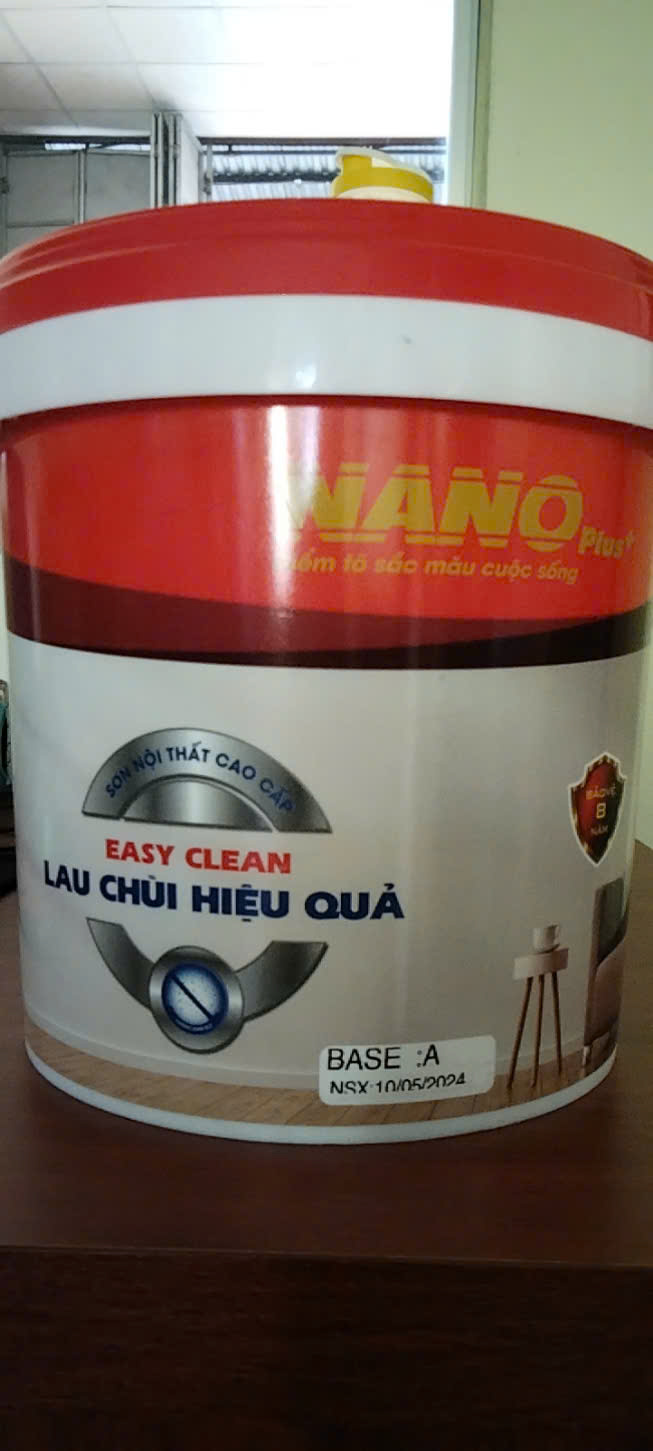 NANO Plus+
tô sắc màu cuộc sống
SƠN NỘI THẤT CAO CẤP
EASY CLEAN
LAU CHÙI HIỆU QUẢ
BẢO VỆ
8
NĂM
BASE :A
NSX:10/05/2024